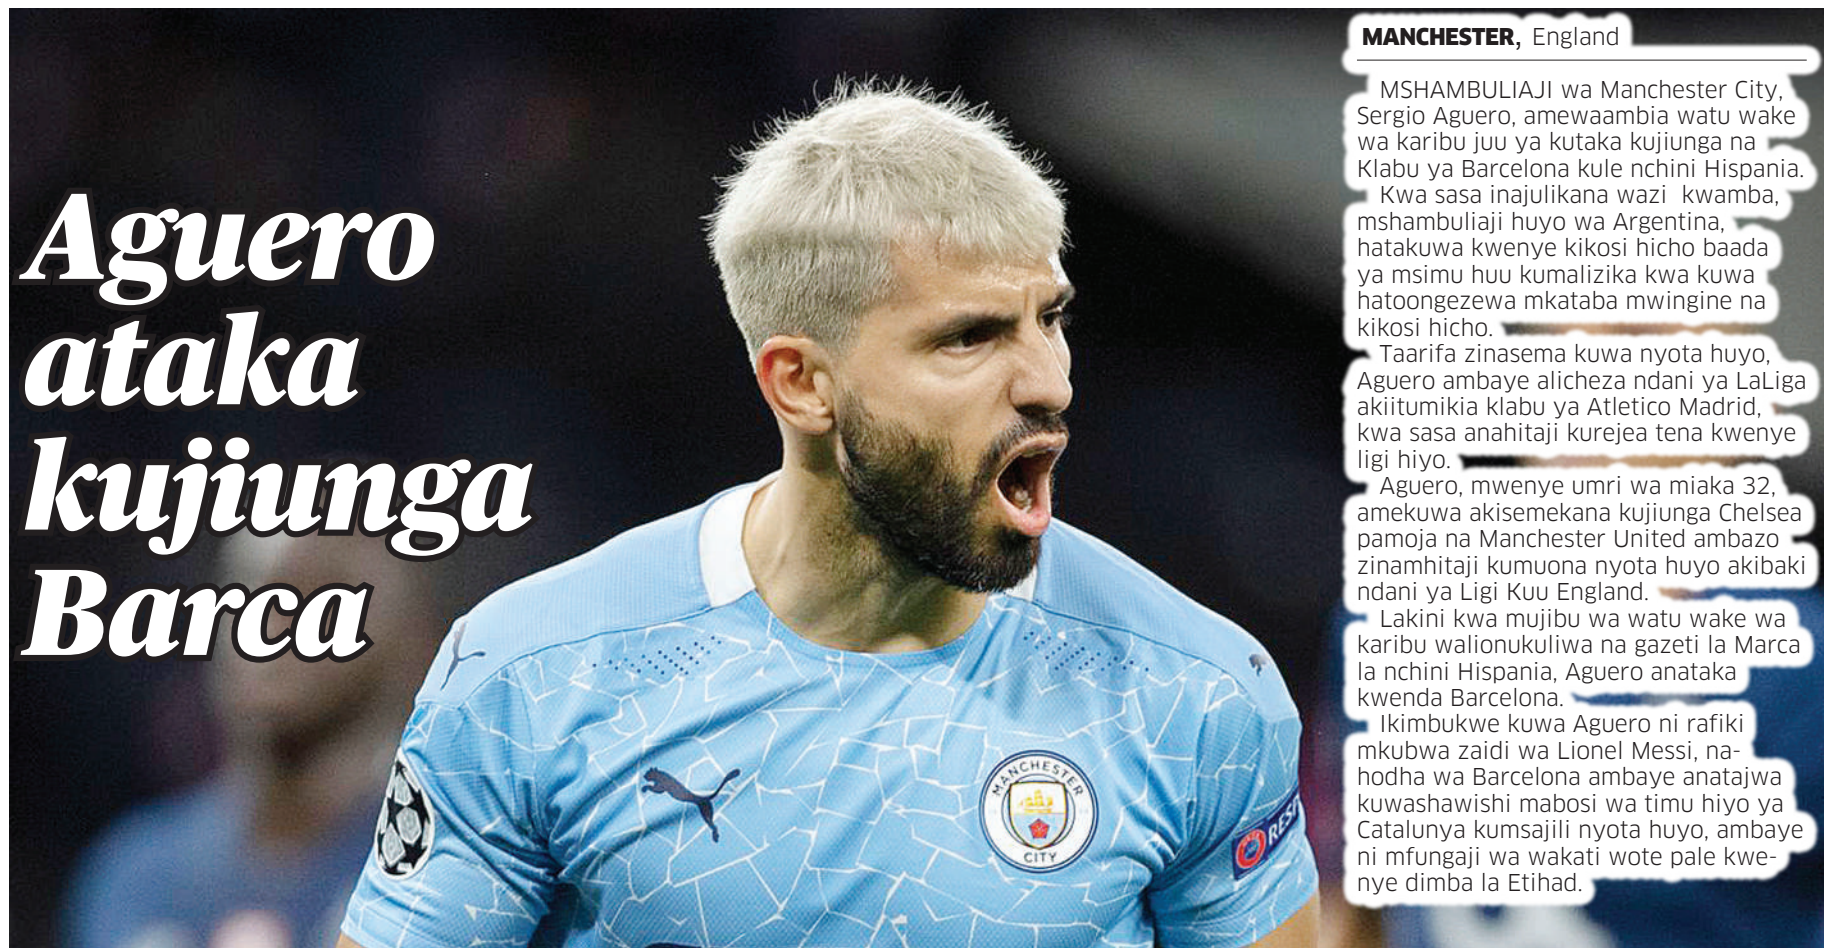 Aguero
ataka
kujiunga
Barca
MANCHESTER, England
MSHAMBULIAJI wa Manchester City,
Sergio Aguero, amewaambia watu wake
wa karibu juu ya kutaka kujiunga na
Klabu ya Barcelona kule nchini Hispania.
Kwa sasa inajulikana wazi kwamba,
mshambuliaji huyo wa Argentina,
hatakuwa kwenye kikosi hicho baada
ya msimu huu kumalizika kwa kuwa
hatoongezewa mkataba mwingine na
kikosi hicho.
Taarifa zinasema kuwa nyota huyo,
Aguero ambaye alicheza ndani ya LaLiga
akiitumikia klabu ya Atletico Madrid,
kwa sasa anahitaji kurejea tena kwenye
ligi hiyo.
Aguero, mwenye umri wa miaka 32,
amekuwa akisemekana kujiunga Chelsea
pamoja na Manchester United ambazo
zinamhitaji kumuona nyota huyo akibaki
ndani ya Ligi Kuu England.
Lakini kwa mujibu wa watu wake wa
karibu walionukuliwa na gazeti la Marca
la nchini Hispania, Aguero anataka
kwenda Barcelona.
Ikimbukwe kuwa Aguero ni rafiki
mkubwa zaidi wa Lionel Messi, na-
hodha wa Barcelona ambaye anatajwa
kuwashawishi mabosi wa timu hiyo ya
Catalunya kumsajili nyota huyo, ambaye
ni mfungaji wa wakati wote pale kwe-
nye dimba la Etihad.
MANCHESTER
CITY
RES